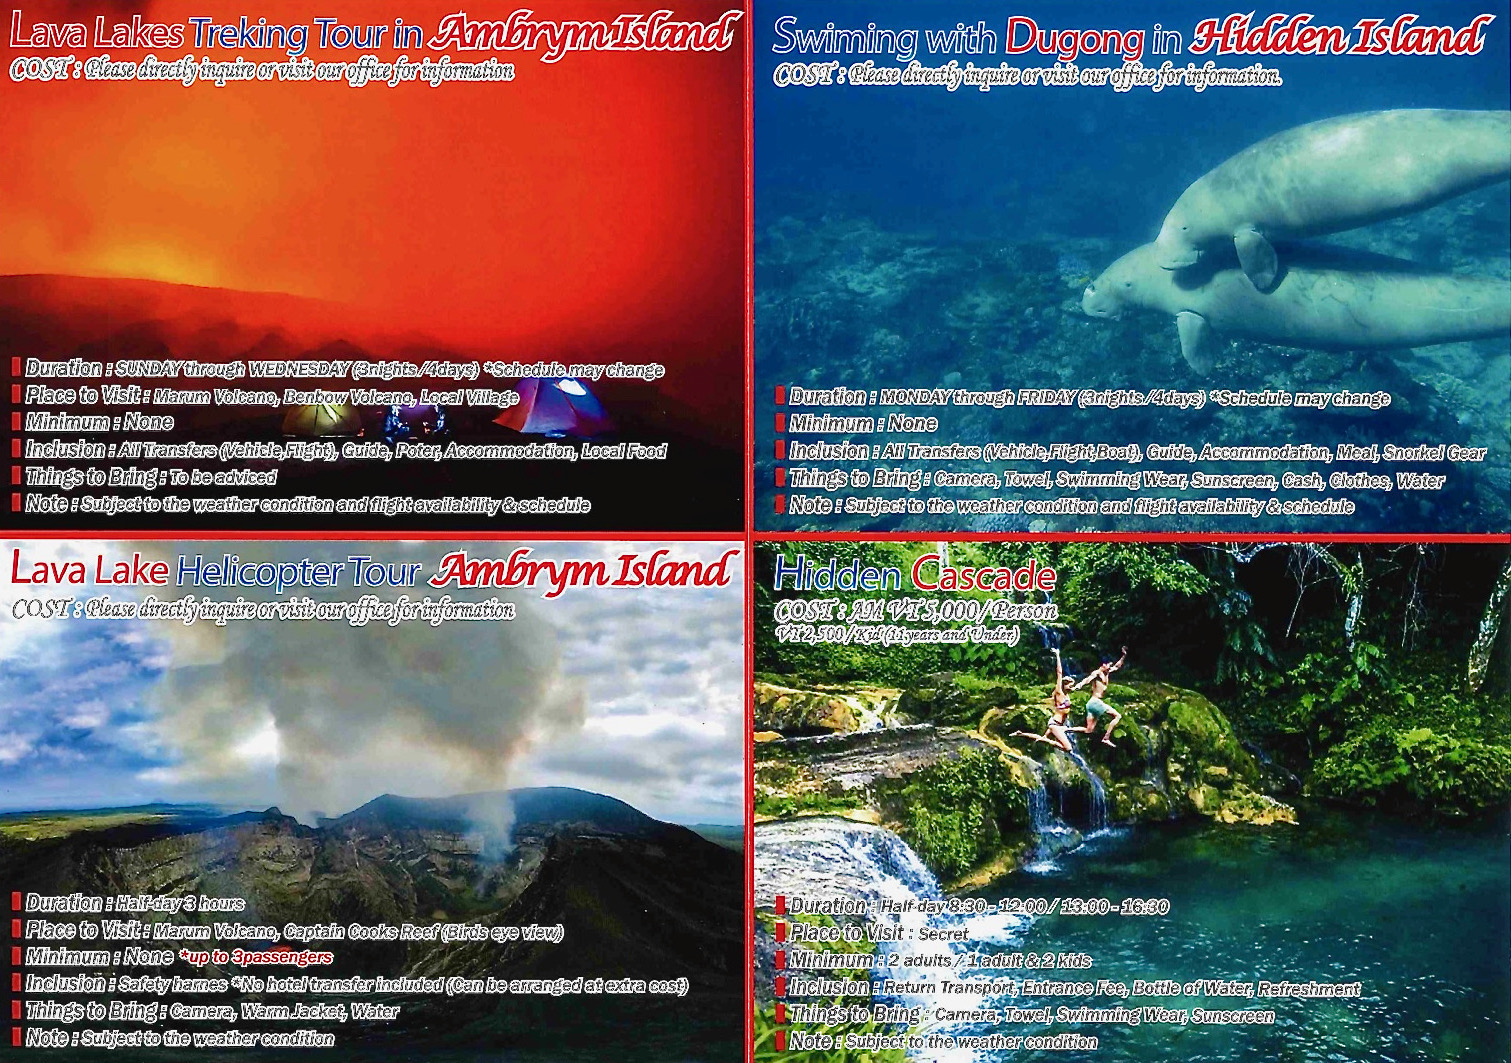 Lava Lakes Treking Tour in Ambrym Island
COST : Please directly inquire or visit our office for information
Duration : SUNDAY through WEDNESDAY (3nights/4days) *Schedule may change
Place to Visit : Marum Volcano, Benbow Volcano, Local Village
Minimum : None
Inclusion : All Transfers (Vehicle,Flight), Guide, Poter, Accommodation, Local Food
Things to Bring : To be adviced
Note : Subject to the weather condition and flight availability & schedule
Swiming with Dugong in Hidden Island
COST : Please directly inquire or visit our office for information.
Duration : MONDAY through FRIDAY (3nights/4days) *Schedule may change
Minimum : None
Inclusion : All Transfers (Vehicle,Flight,Boat), Guide, Accommodation, Meal, Snorkel Gear
Things to Bring : Camera, Towel, Swimming Wear, Sunscreen, Cash, Clothes, Water
Note : Subject to the weather condition and flight availability & schedule
Lava Lake Helicopter Tour Ambrym Island
COST : Please directly inquire or visit our office for information
Duration : Half-day 3 hours
Place to Visit : Marum Volcano, Captain Cooks Reef (Birds eye view)
Minimum : None *up to 3passengers
Inclusion : Safety harnes *No hotel transfer included (Can be arranged at extra cost)
Things to Bring : Camera, Warm Jacket, Water
Note : Subject to the weather condition
Hidden Cascade
COST : AM VT 5,000/Person
VT 2,500/Kid (11years and Under)
Duration : Half-day 8:30 - 12:00 / 13:00 - 16:30
Place to Visit : Secret
Minimum : 2 adults / 1 adult & 2 kids
Inclusion : Return Transport, Entrance Fee, Bottle of Water, Refreshment
Things to Bring : Camera, Towel, Swimming Wear, Sunscreen
Note : Subject to the weather condition